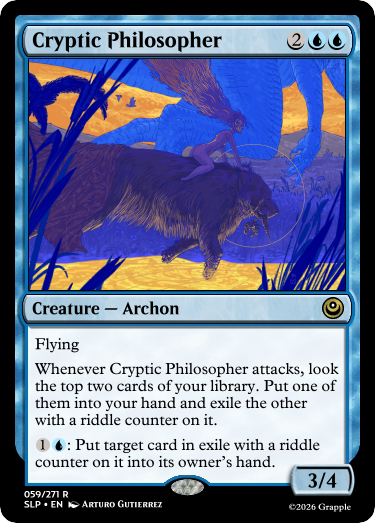 Cryptic Philosopher 2
Creature — Archon
Flying
Whenever Cryptic Philosopher attacks, look
the top two cards of your library. Put one of
them into your hand and exile the other
with a riddle counter on it.
1 : Put target card in exile with a riddle
counter on it into its owner's hand.
3/4
059/271 R
SLP • EN Arturo Gutierrez
©2026 Grapple